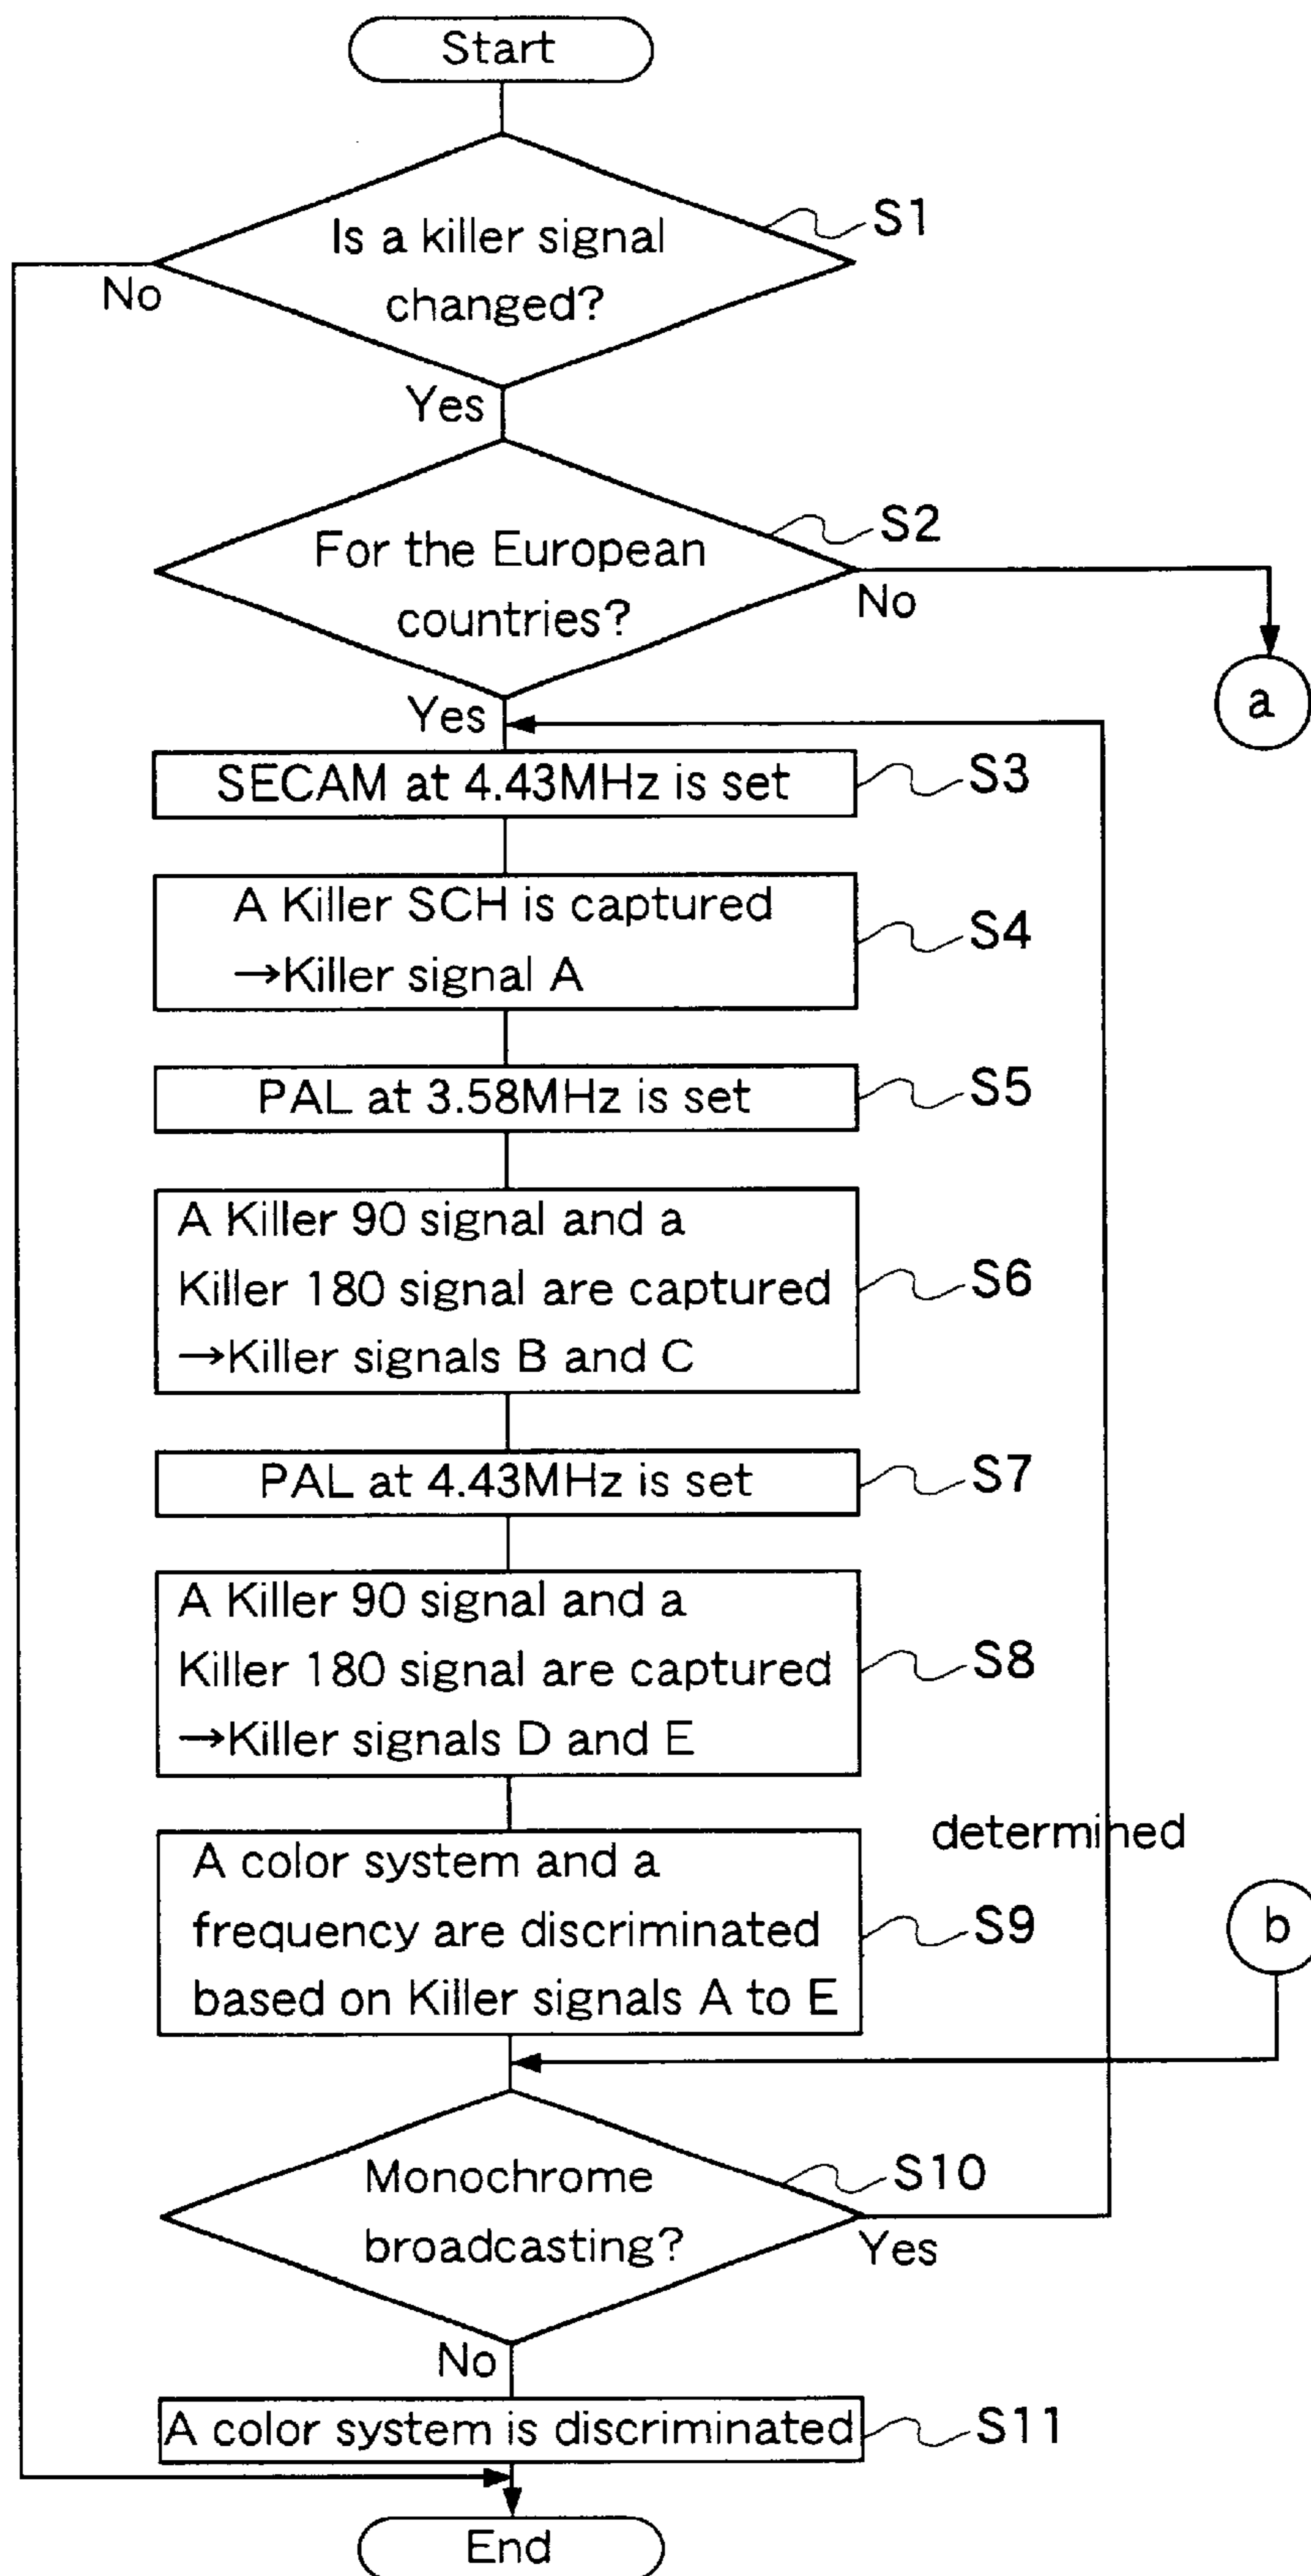 Start
Is a killer signal
changed?
S1
No
Yes
For the European
countries?
S2
No
a
Yes
SECAM at 4.43MHz is set
S3
A Killer SCH is captured
→Killer signal A
S4
PAL at 3.58MHz is set
S5
A Killer 90 signal and a
Killer 180 signal are captured
→Killer signals B and C
S6
PAL at 4.43MHz is set
S7
A Killer 90 signal and a
Killer 180 signal are captured
→Killer signals D and E
S8
determined
A color system and a
frequency are discriminated
based on Killer signals A to E
S9
b
Monochrome
broadcasting?
S10
Yes
No
A color system is discriminated
S11
End